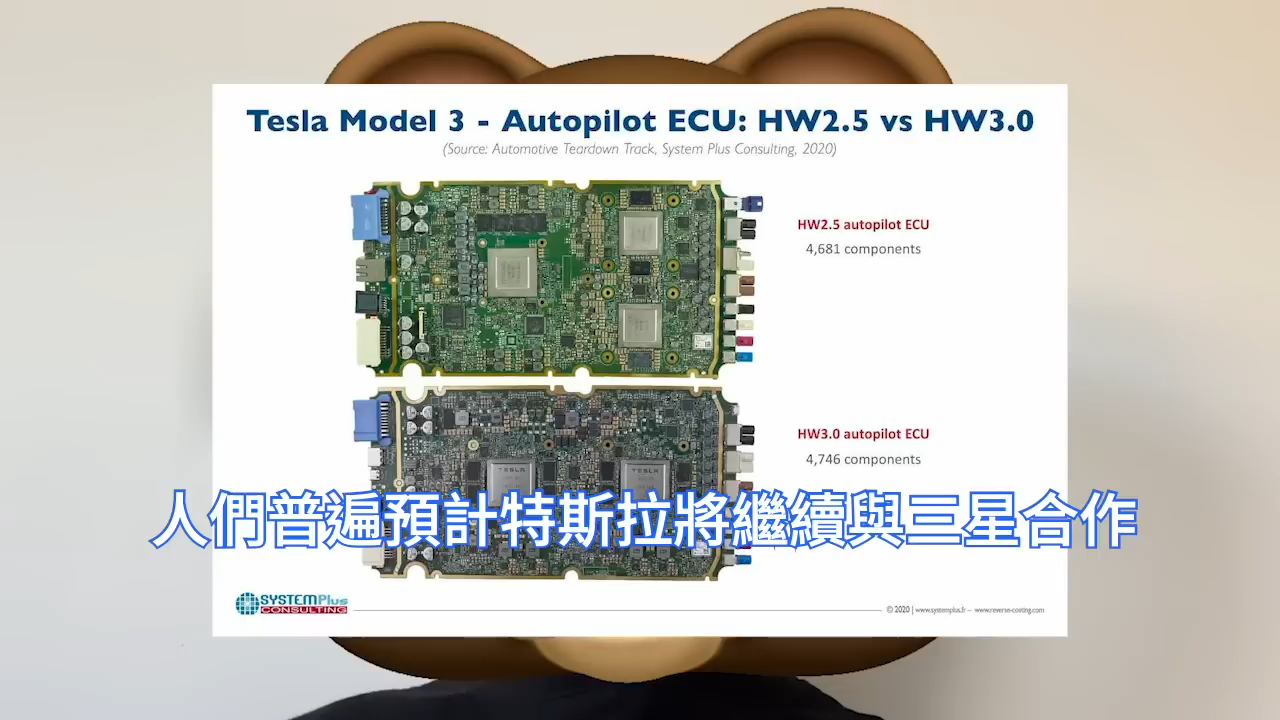 Tesla Model 3 - Autopilot ECU: HW2.5 vs HW3.0
(Source: Automotive Teardown Track, System Plus Consulting, 2020)
HW2.5 autopilot ECU
4,681 components
HW3.0 autopilot ECU
4,746 components
TESLA
TESLA
人們普遍預計特斯拉將繼續與三星合作
SYSTEMPlus
CONSULTING
© 2020 | www.systemplus.fr – www.reverse-costing.com